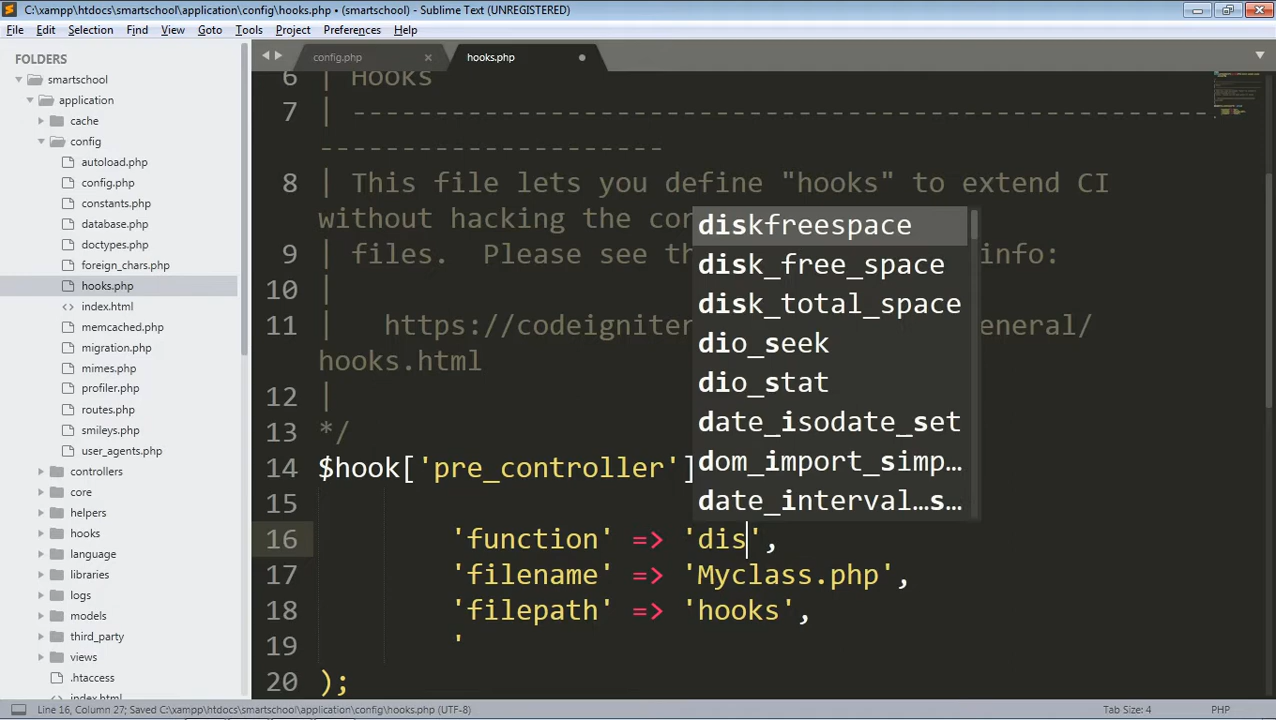 C:\xampp\htdocs\smartschool\application\config\hooks.php • (smartschool) - Sublime Text (UNREGISTERED)
File Edit Selection Find View Goto Tools Project Preferences Help
FOLDERS
smartschool
application
cache
config
autoload.php
config.php
constants.php
database.php
doctypes.php
foreign_chars.php
hooks.php
index.html
memcached.php
migration.php
mimes.php
profiler.php
routes.php
smileys.php
user_agents.php
controllers
core
helpers
hooks
language
libraries
logs
models
third_party
views
.htaccess
index.html
config.php × hooks.php
6 | Hooks
7 | ----------------------------------------------------
---------------------
8 | This file lets you define "hooks" to extend CI
without hacking the cor
9 | files.  Please see th info:
10 |
11 |   https://codeigniter eneral/
hooks.html
12 |
13 */
14 $hook['pre_controller']
15
16 'function' => 'dis',
17 'filename' => 'Myclass.php',
18 'filepath' => 'hooks',
19 '
20 );
diskfreespace
disk_free_space
disk_total_space
dio_seek
dio_stat
date_isodate_set
dom_import_simp…
date_interval…s…
Line 16, Column 27; Saved C:\xampp\htdocs\smartschool\application\config\hooks.php (UTF-8) Tab Size: 4 PHP